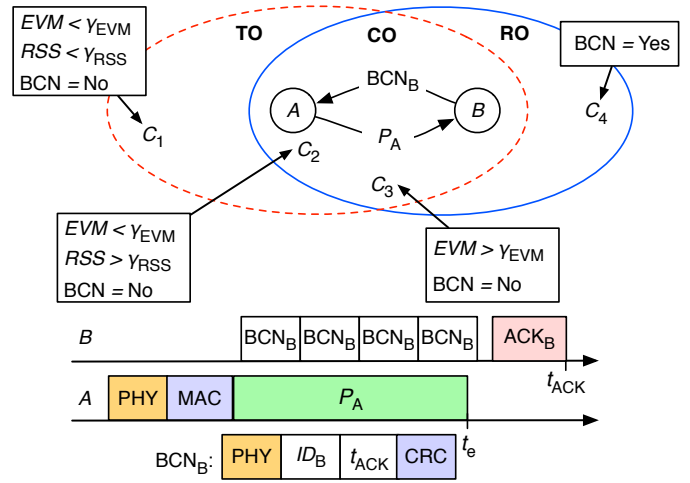 EVM < γEVM
RSS < γRSS
BCN = No
TO
CO
RO
BCN = Yes
BCNB
A
B
PA
C1
C2
C3
C4
EVM < γEVM
RSS > γRSS
BCN = No
EVM > γEVM
BCN = No
B
BCNB BCNB BCNB BCNB ACKB
tACK
A PHY MAC PA
te
BCNB: PHY IDB tACK CRC